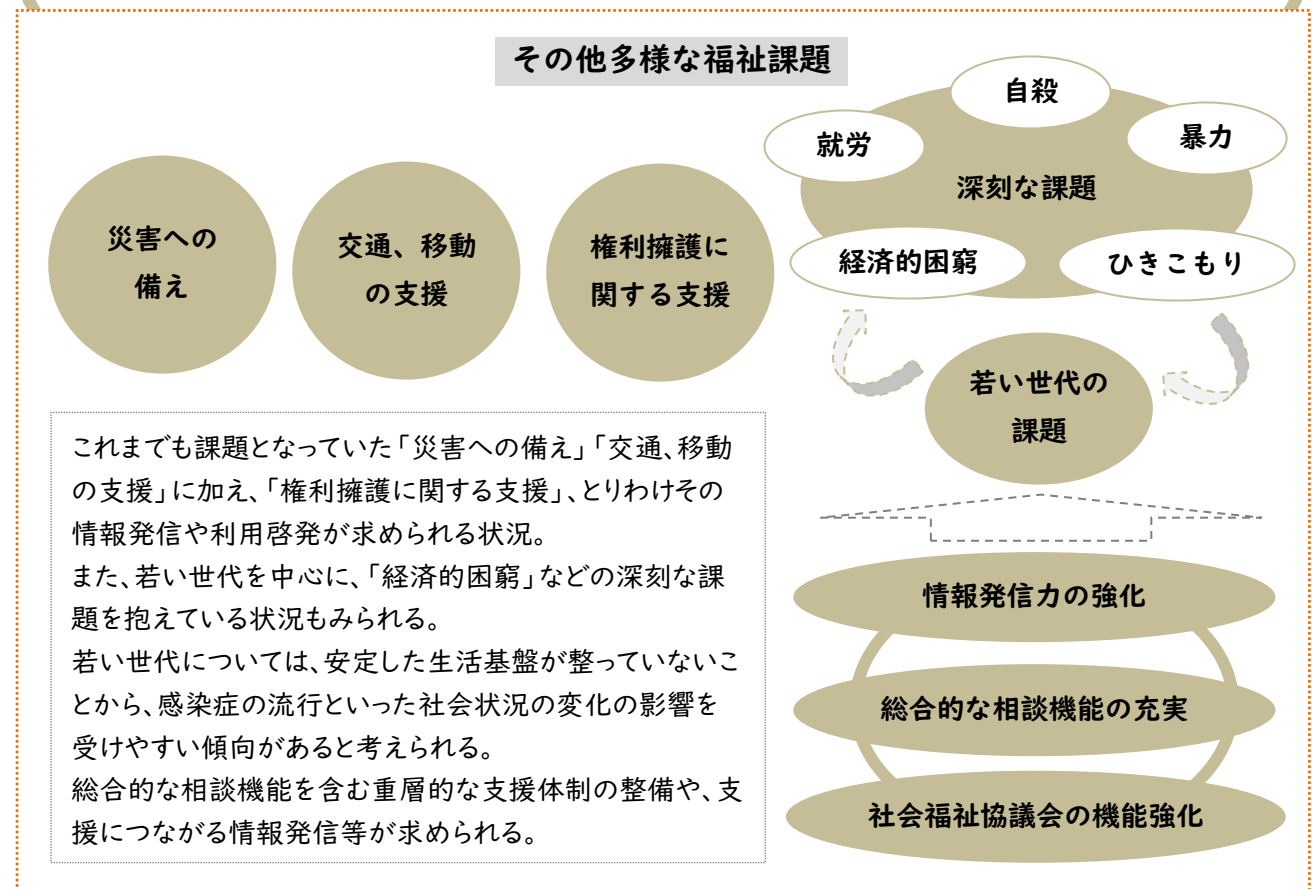 その他多様な福祉課題
自殺
就労
暴力
深刻な課題
経済的困窮
ひきこもり
災害への
備え
交通、移動
の支援
権利擁護に
関する支援
若い世代の
課題
これまでも課題となっていた「災害への備え」「交通、移動
の支援」に加え、「権利擁護に関する支援」、とりわけその
情報発信や利用啓発が求められる状況。
また、若い世代を中心に、「経済的困窮」などの深刻な課
題を抱えている状況もみられる。
若い世代については、安定した生活基盤が整っていないこ
とから、感染症の流行といった社会状況の変化の影響を
受けやすい傾向があると考えられる。
総合的な相談機能を含む重層的な支援体制の整備や、支
援につながる情報発信等が求められる。
情報発信力の強化
総合的な相談機能の充実
社会福祉協議会の機能強化